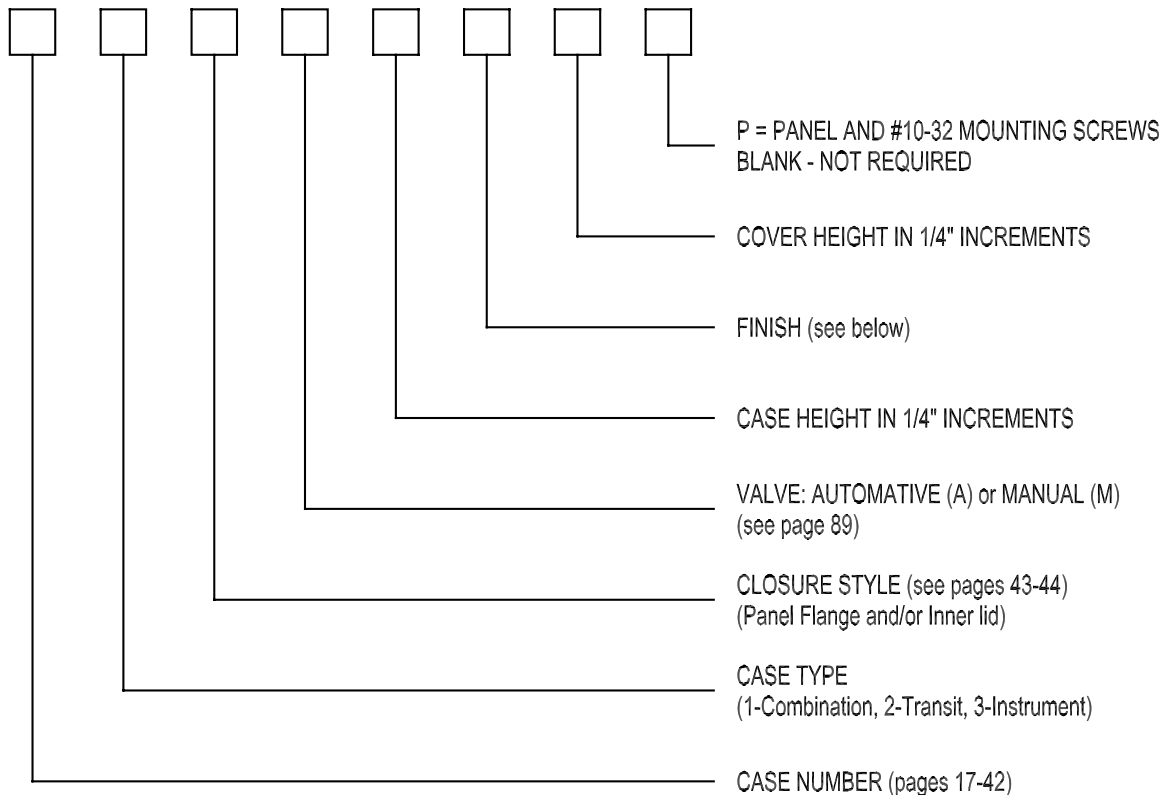 P = PANEL AND #10-32 MOUNTING SCREWS
BLANK - NOT REQUIRED
COVER HEIGHT IN 1/4" INCREMENTS
FINISH (see below)
CASE HEIGHT IN 1/4" INCREMENTS
VALVE: AUTOMATIVE (A) or MANUAL (M)
(see page 89)
CLOSURE STYLE (see pages 43-44)
(Panel Flange and/or Inner lid)
CASE TYPE
(1-Combination, 2-Transit, 3-Instrument)
CASE NUMBER (pages 17-42)